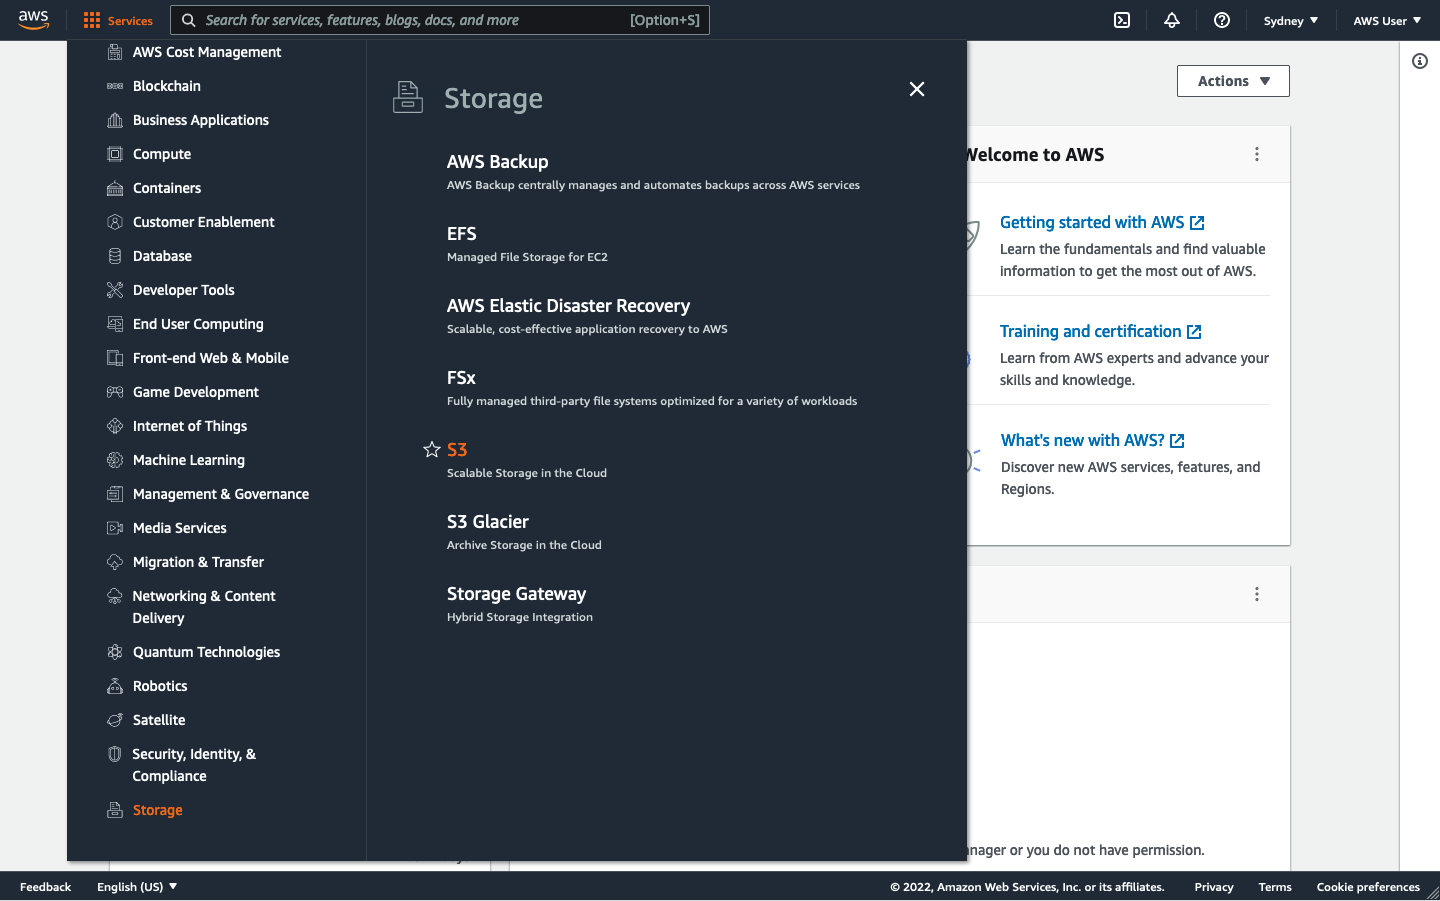 aws
Services
Search for services, features, blogs, docs, and more
[Option+S]
Sydney
AWS User
AWS Cost Management
Blockchain
Business Applications
Compute
Containers
Customer Enablement
Database
Developer Tools
End User Computing
Front-end Web & Mobile
Game Development
Internet of Things
Machine Learning
Management & Governance
Media Services
Migration & Transfer
Networking & Content
Delivery
Quantum Technologies
Robotics
Satellite
Security, Identity, &
Compliance
Storage
Storage
AWS Backup
AWS Backup centrally manages and automates backups across AWS services
EFS
Managed File Storage for EC2
AWS Elastic Disaster Recovery
Scalable, cost-effective application recovery to AWS
FSx
Fully managed third-party file systems optimized for a variety of workloads
S3
Scalable Storage in the Cloud
S3 Glacier
Archive Storage in the Cloud
Storage Gateway
Hybrid Storage Integration
Actions
Welcome to AWS
Getting started with AWS
Learn the fundamentals and find valuable
information to get the most out of AWS.
Training and certification
Learn from AWS experts and advance your
skills and knowledge.
What's new with AWS?
Discover new AWS services, features, and
Regions.
or you do not have permission.
Feedback
English (US)
© 2022, Amazon Web Services, Inc. or its affiliates.
Privacy
Terms
Cookie preferences